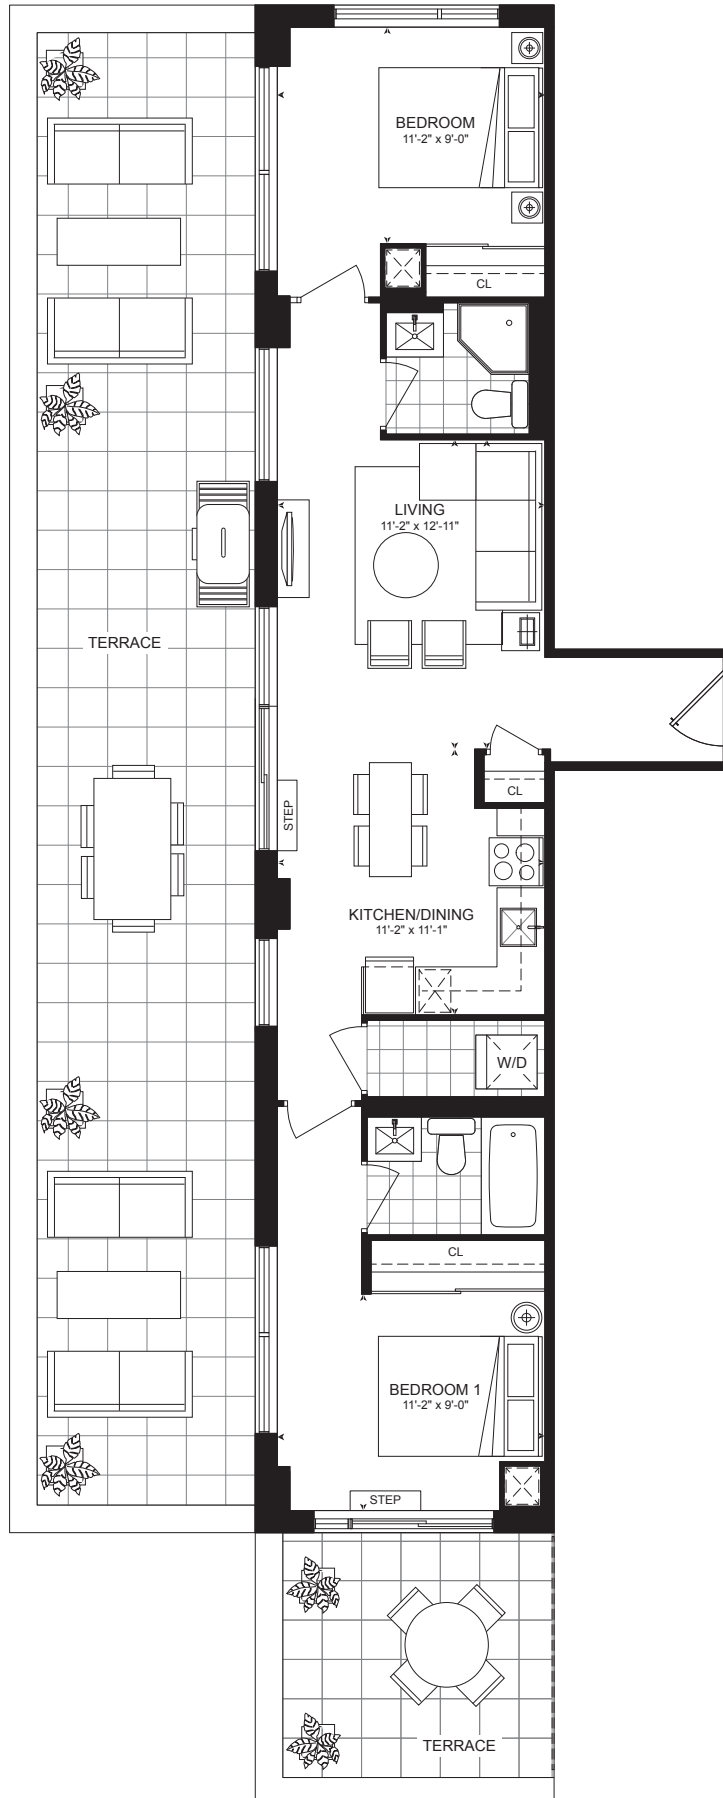 BEDROOM
11'-2" x 9'-0"
CL
LIVING
11'-2" x 12'-11"
TERRACE
CL
STEP
KITCHEN/DINING
11'-2" x 11'-1"
W/D
CL
BEDROOM 1
11'-2" x 9'-0"
STEP
TERRACE